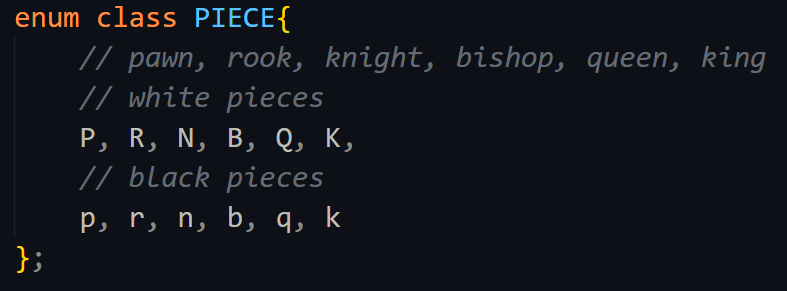 enum class PIECE{
// pawn, rook, knight, bishop, queen, king
// white pieces
P, R, N, B, Q, K,
// black pieces
p, r, n, b, q, k
};